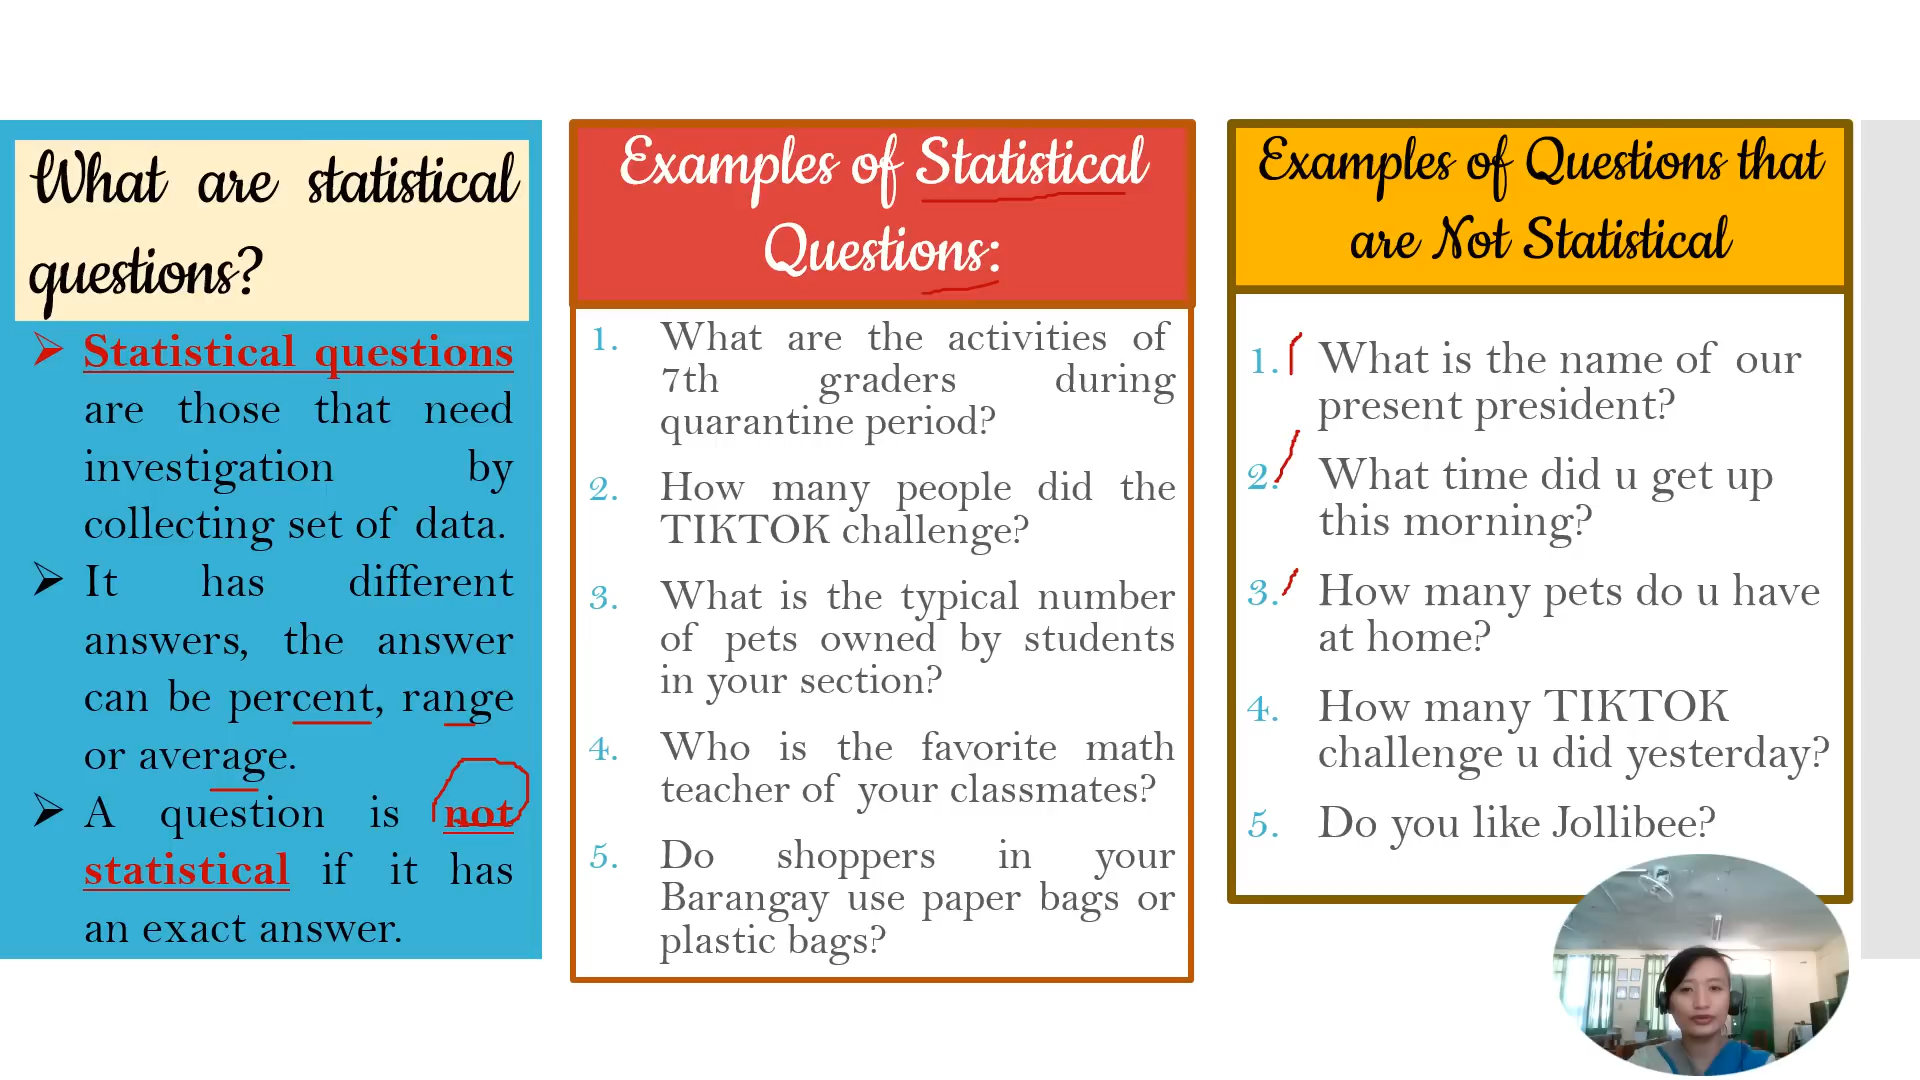 What are statistical
questions?
Statistical questions
are those that need
investigation by
collecting set of data.
It has different
answers, the answer
can be percent, range
or average.
A question is not
statistical if it has
an exact answer.
Examples of Statistical
Questions:
1. What are the activities of
7th graders during
quarantine period?
2. How many people did the
TIKTOK challenge?
3. What is the typical number
of pets owned by students
in your section?
4. Who is the favorite math
teacher of your classmates?
5. Do shoppers in your
Barangay use paper bags or
plastic bags?
Examples of Questions that
are Not Statistical
1. What is the name of our
present president?
2. What time did u get up
this morning?
3. How many pets do u have
at home?
4. How many TIKTOK
challenge u did yesterday?
5. Do you like Jollibee?